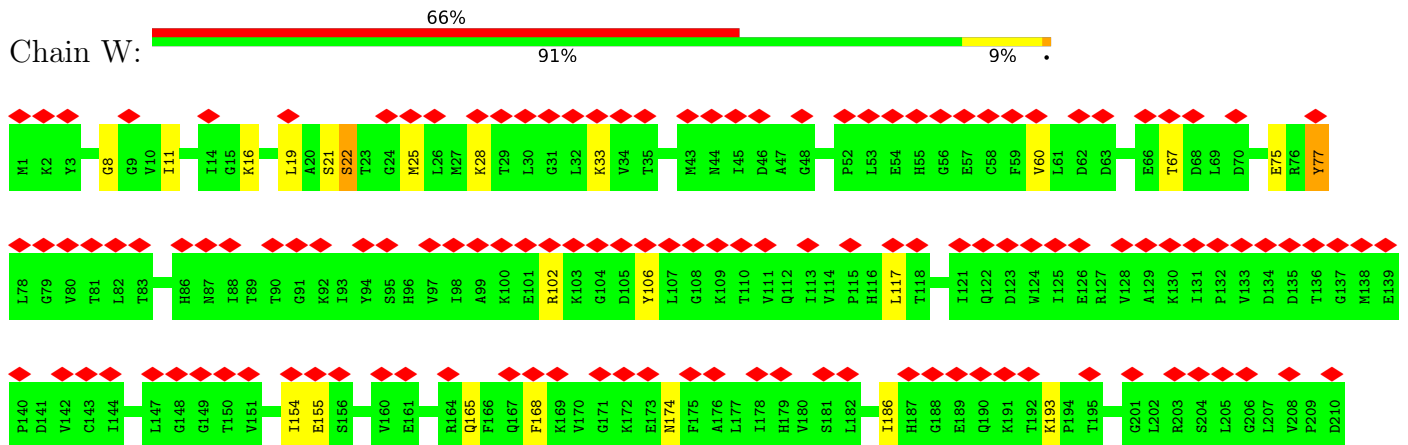 66%
Chain W:
91% 9% •
M1 K2 Y3 G8 G9 V10 I11 I14 G15 K16 L19 A20 S21 S22 T23 G24 M25 L26 M27 K28 T29 L30 G31 L32 K33 V34 T35 M43 N44 I45 D46 A47 G48 P52 L53 E54 H55 G56 E57 C58 F59 V60 L61 D62 D63 E66 T67 D68 L69 D70 E75 R76 Y77
L78 G79 V80 T81 L82 T83 H86 N87 I88 T89 T90 G91 K92 I93 Y94 S95 H96 V97 I98 A99 K100 E101 R102 K103 G104 D105 Y106 L107 G108 K109 T110 V111 Q112 I113 V114 P115 H116 L117 T118 I121 Q122 D123 W124 I125 E126 R127 V128 A129 K130 I131 P132 V133 D134 D135 T136 G137 M138 E139
P140 D141 V142 C143 I144 L147 G148 G149 T150 V151 I154 E155 S156 V160 E161 R164 Q165 F166 Q167 F168 K169 V170 G171 K172 E173 N174 F175 A176 L177 I178 H179 V180 S181 L182 I186 H187 G188 E189 Q190 K191 T192 K193 P194 T195 G201 L202 R203 S204 L205 G206 L207 V208 P209 D210